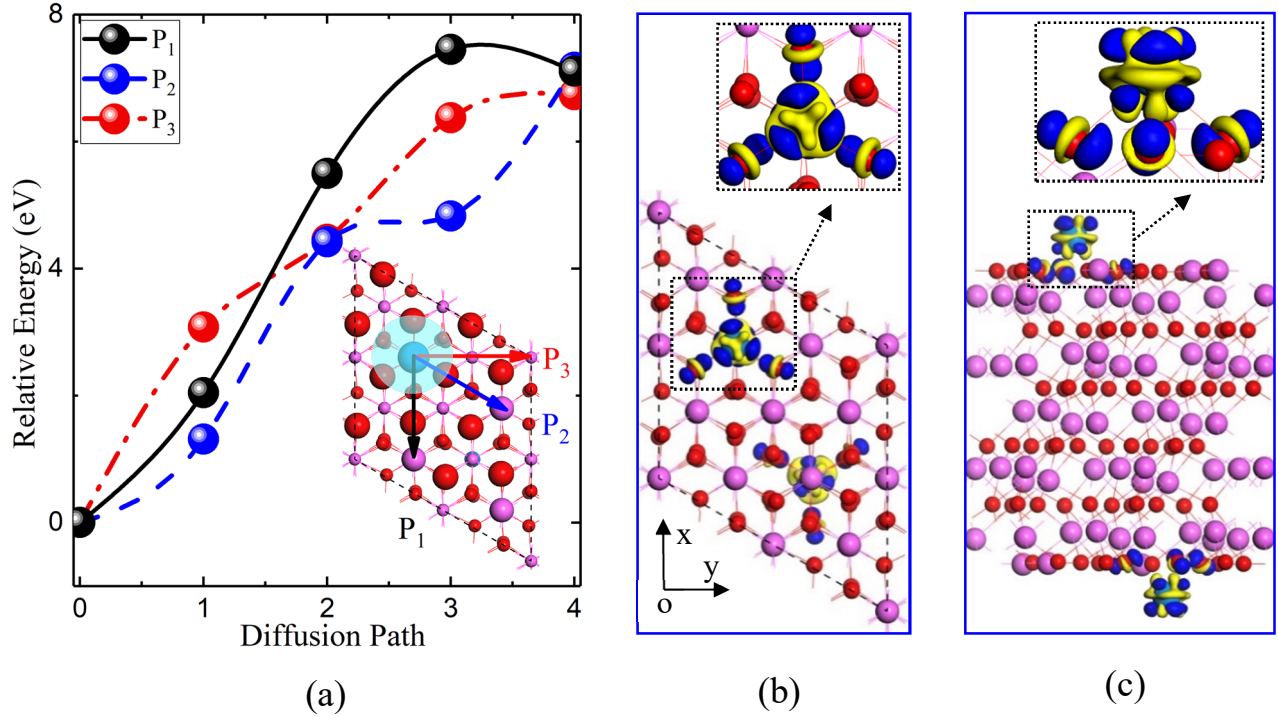 8
4
0
Relative Energy (eV)
P₁
P₂
P₃
P₃
P₂
P₁
0 1 2 3 4
Diffusion Path
x
y
o
(a) (b) (c)